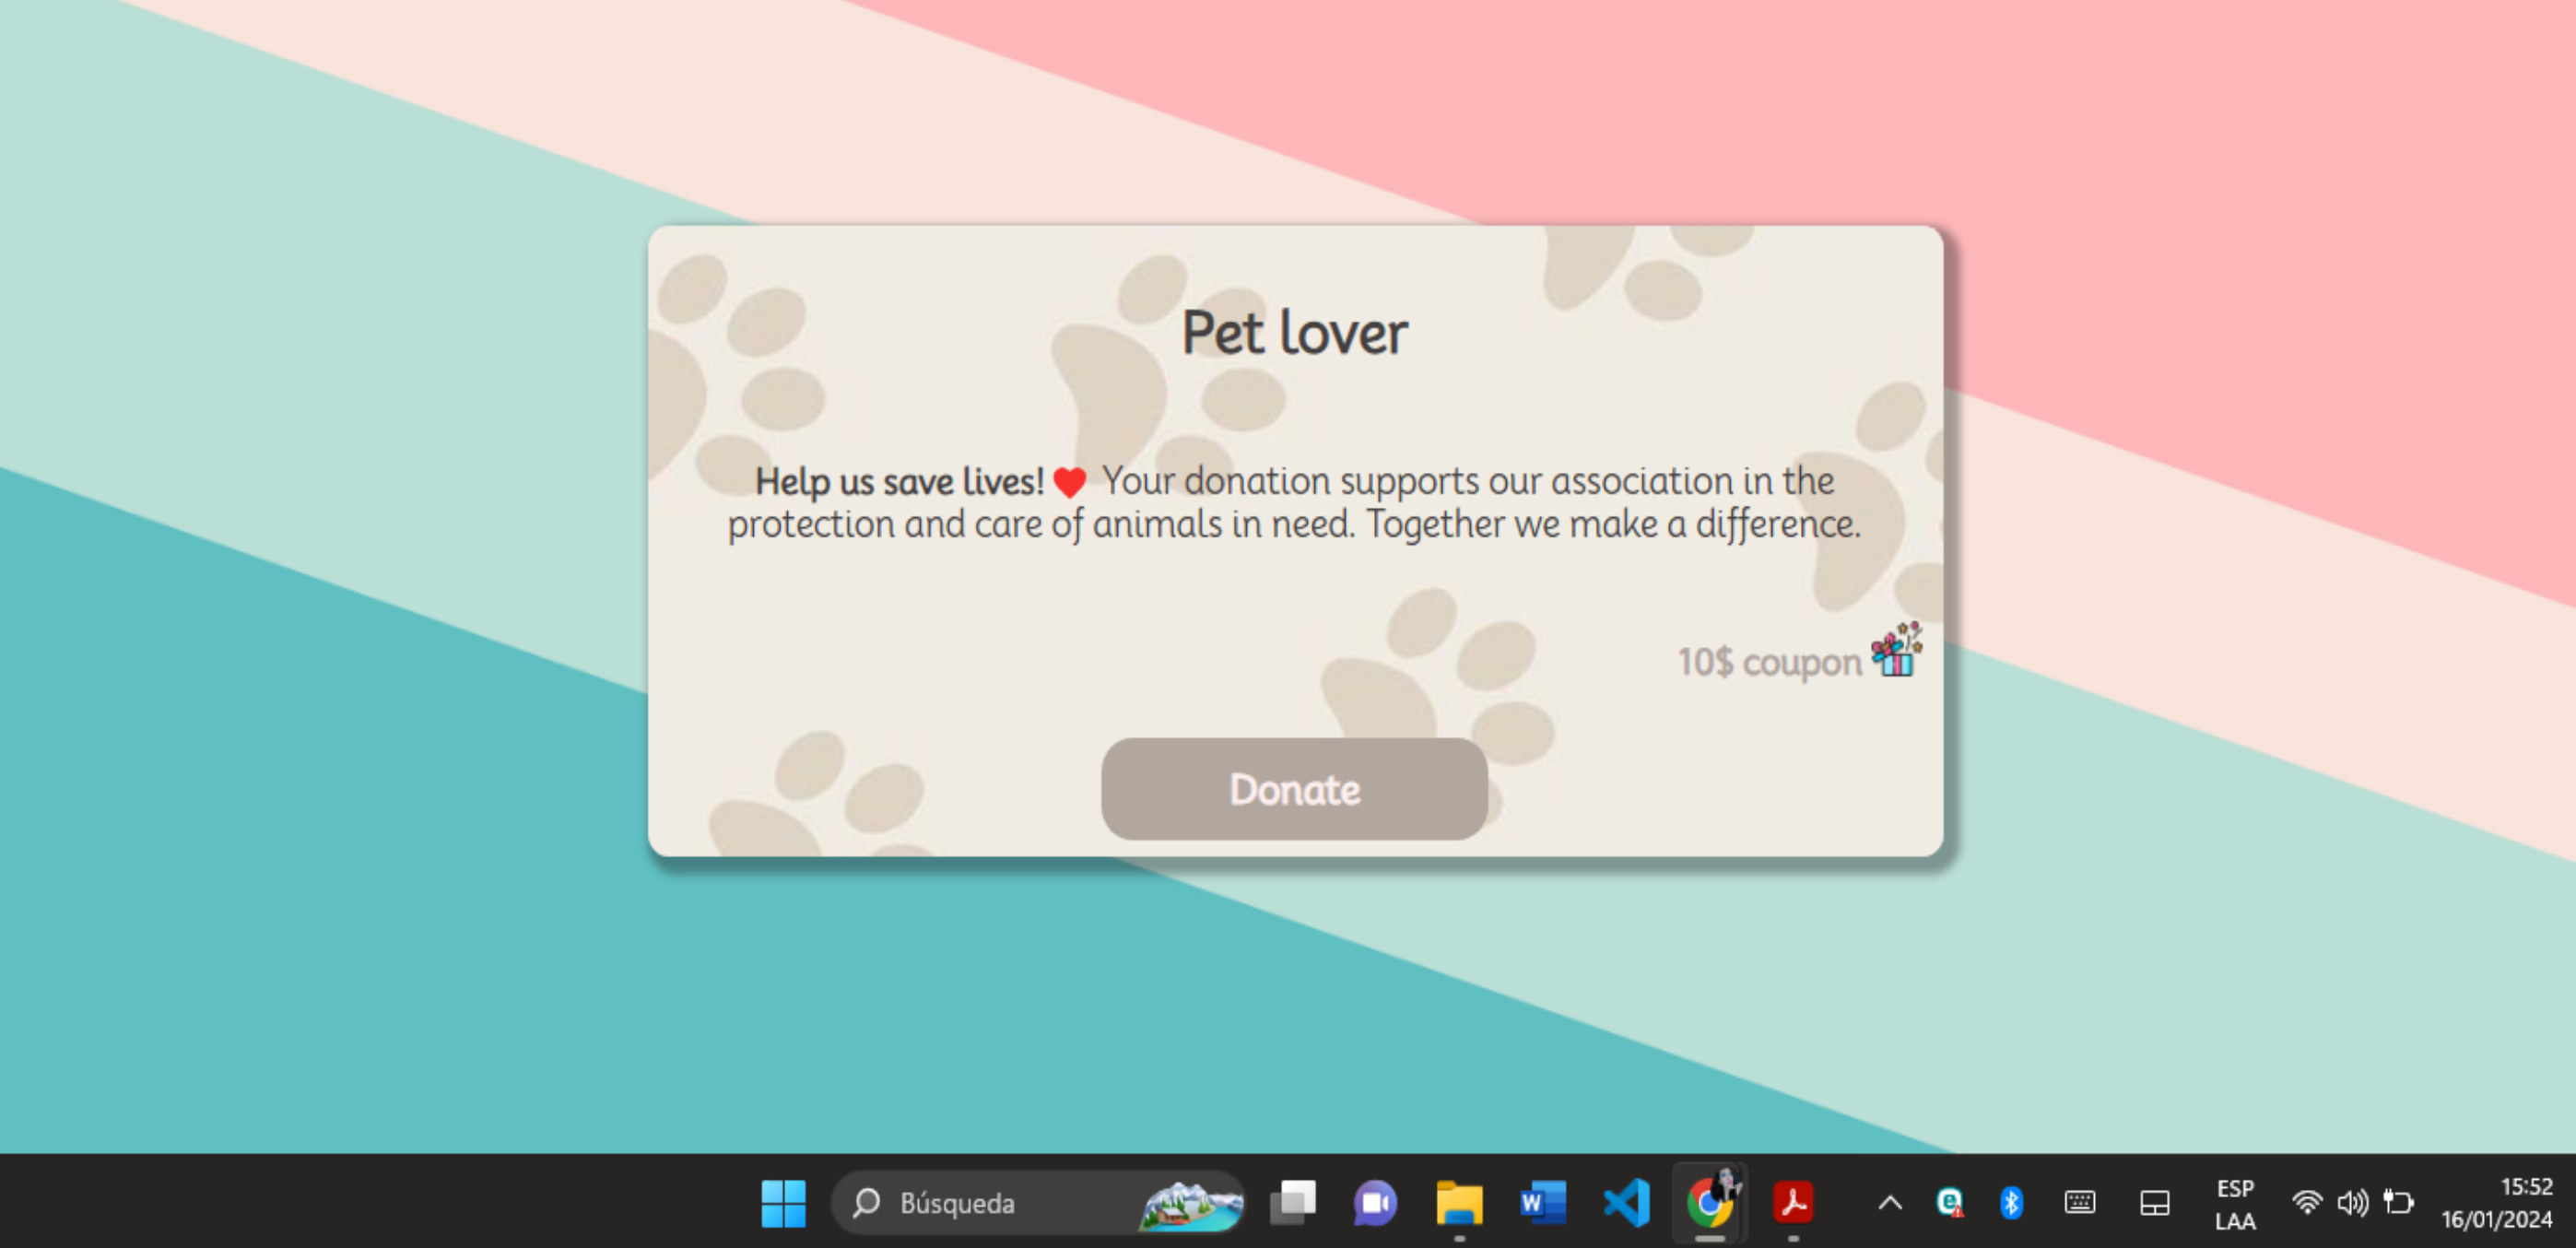 Pet lover
Help us save lives! ❤ Your donation supports our association in the
protection and care of animals in need. Together we make a difference.
10$ coupon
Donate
Búsqueda
ESP
LAA
15:52
16/01/2024